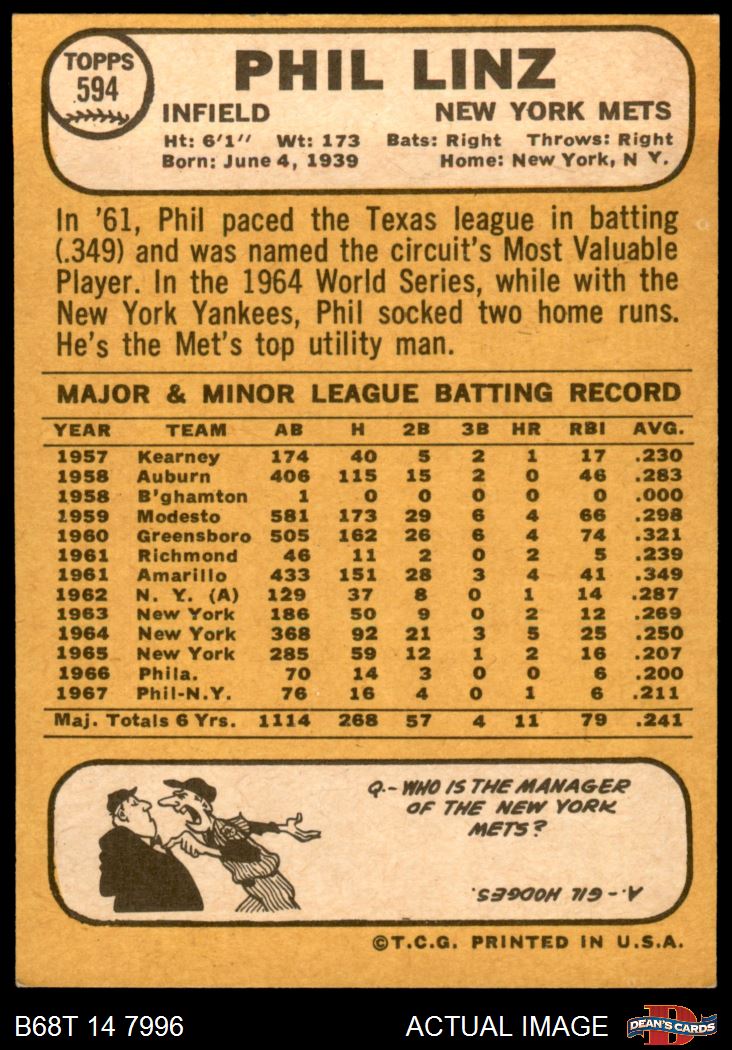 TOPPS
594
PHIL LINZ
INFIELD NEW YORK METS
Ht: 6'1" Wt: 173 Bats: Right Throws: Right
Born: June 4, 1939 Home: New York, N Y.
In '61, Phil paced the Texas league in batting
(.349) and was named the circuit's Most Valuable
Player. In the 1964 World Series, while with the
New York Yankees, Phil socked two home runs.
He's the Met's top utility man.
MAJOR & MINOR LEAGUE BATTING RECORD
YEAR TEAM AB H 2B 3B HR RBI AVG.
1957 Kearney 174 40 5 2 1 17 .230
1958 Auburn 406 115 15 2 0 46 .283
1958 B'ghamton 1 0 0 0 0 0 .000
1959 Modesto 581 173 29 6 4 66 .298
1960 Greensboro 505 162 26 6 4 74 .321
1961 Richmond 46 11 2 0 2 5 .239
1961 Amarillo 433 151 28 3 4 41 .349
1962 N. Y. (A) 129 37 8 0 1 14 .287
1963 New York 186 50 9 0 2 12 .269
1964 New York 368 92 21 3 5 25 .250
1965 New York 285 59 12 1 2 16 .207
1966 Phila. 70 14 3 0 0 6 .200
1967 Phil-N.Y. 76 16 4 0 1 6 .211
Maj. Totals 6 Yrs. 1114 268 57 4 11 79 .241
Q.- WHO IS THE MANAGER
OF THE NEW YORK
METS?
A.- GIL HODGES.
©T.C.G. PRINTED IN U.S.A.
B68T 14 7996 ACTUAL IMAGE D DEAN'S CARDS